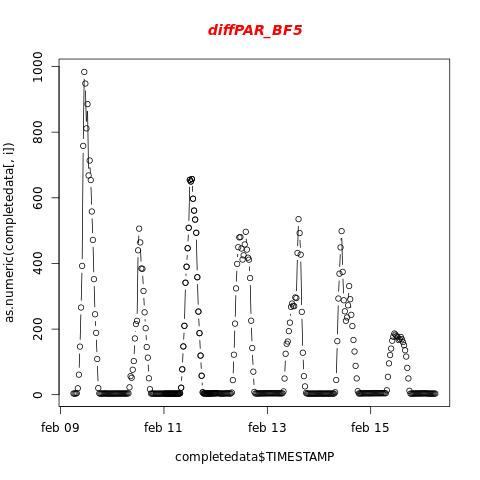 diffPAR_BF5
as.numeric(completedata[, i])
1000
800
600
400
200
0
feb 09
feb 11
feb 13
feb 15
completedata$TIMESTAMP